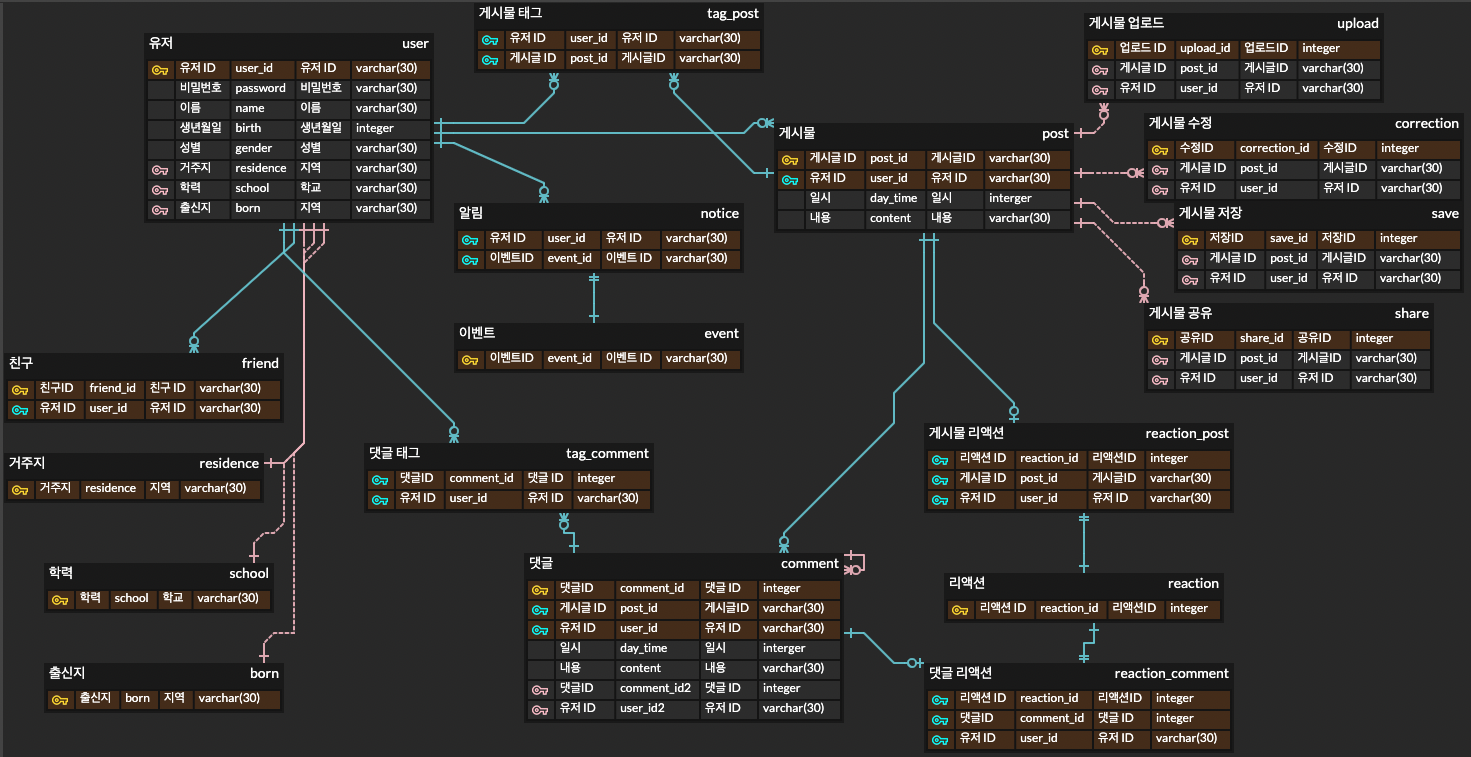 유저 user
유저 ID user_id 유저 ID varchar(30)
비밀번호 password 비밀번호 varchar(30)
이름 name 이름 varchar(30)
생년월일 birth 생년월일 integer
성별 gender 성별 varchar(30)
거주지 residence 지역 varchar(30)
학력 school 학교 varchar(30)
출신지 born 지역 varchar(30)
게시물 태그 tag_post
유저 ID user_id 유저 ID varchar(30)
게시글 ID post_id 게시글ID varchar(30)
게시물 업로드 upload
업로드 ID upload_id 업로드ID integer
게시글 ID post_id 게시글ID varchar(30)
유저 ID user_id 유저 ID varchar(30)
게시물 post
게시글 ID post_id 게시글ID varchar(30)
유저 ID user_id 유저 ID varchar(30)
일시 day_time 일시 interger
내용 content 내용 varchar(30)
게시물 수정 correction
수정ID correction_id 수정ID integer
게시글 ID post_id 게시글ID varchar(30)
유저 ID user_id 유저 ID varchar(30)
게시물 저장 save
저장ID save_id 저장ID integer
게시글 ID post_id 게시글ID varchar(30)
유저 ID user_id 유저 ID varchar(30)
게시물 공유 share
공유ID share_id 공유ID integer
게시글 ID post_id 게시글ID varchar(30)
유저 ID user_id 유저 ID varchar(30)
알림 notice
유저 ID user_id 유저 ID varchar(30)
이벤트ID event_id 이벤트 ID varchar(30)
이벤트 event
이벤트ID event_id 이벤트 ID varchar(30)
친구 friend
친구ID friend_id 친구 ID varchar(30)
유저 ID user_id 유저 ID varchar(30)
거주지 residence
거주지 residence 지역 varchar(30)
학력 school
학력 school 학교 varchar(30)
출신지 born
출신지 born 지역 varchar(30)
댓글 태그 tag_comment
댓글ID comment_id 댓글 ID integer
유저 ID user_id 유저 ID varchar(30)
댓글 comment
댓글ID comment_id 댓글 ID integer
게시글 ID post_id 게시글ID varchar(30)
유저 ID user_id 유저 ID varchar(30)
일시 day_time 일시 interger
내용 content 내용 varchar(30)
댓글ID comment_id2 댓글 ID integer
유저 ID user_id2 유저 ID varchar(30)
게시물 리액션 reaction_post
리액션 ID reaction_id 리액션ID integer
게시글 ID post_id 게시글ID varchar(30)
유저 ID user_id 유저 ID varchar(30)
리액션 reaction
리액션 ID reaction_id 리액션ID integer
댓글 리액션 reaction_comment
리액션 ID reaction_id 리액션ID integer
댓글ID comment_id 댓글 ID integer
유저 ID user_id 유저 ID varchar(30)